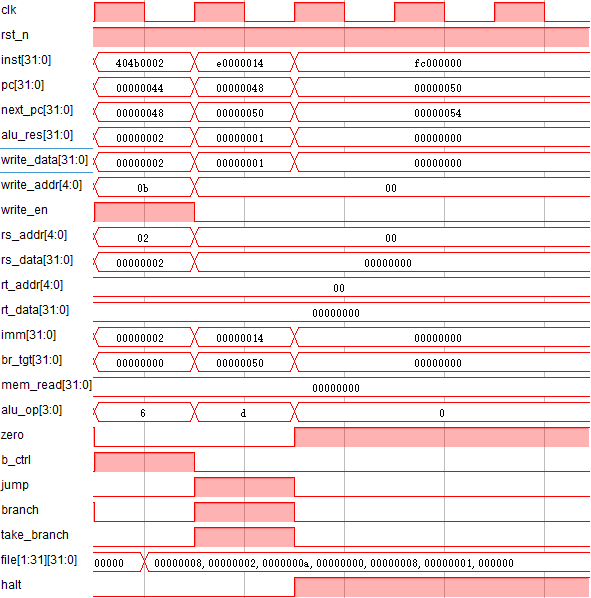 clk
rst_n
inst[31:0] 404b0002 e0000014 fc000000
pc[31:0] 00000044 00000048 00000050
next_pc[31:0] 00000048 00000050 00000054
alu_res[31:0] 00000002 00000001 00000000
write_data[31:0] 00000002 00000001 00000000
write_addr[4:0] 0b 00
write_en
rs_addr[4:0] 02 00
rs_data[31:0] 00000002 00000000
rt_addr[4:0] 00
rt_data[31:0] 00000000
imm[31:0] 00000002 00000014 00000000
br_tgt[31:0] 00000000 00000050 00000000
mem_read[31:0] 00000000
alu_op[3:0] 6 d 0
zero
b_ctrl
jump
branch
take_branch
file[1:31][31:0] 00000 00000008, 00000002, 0000000a, 00000000, 00000008, 00000001, 000000
halt